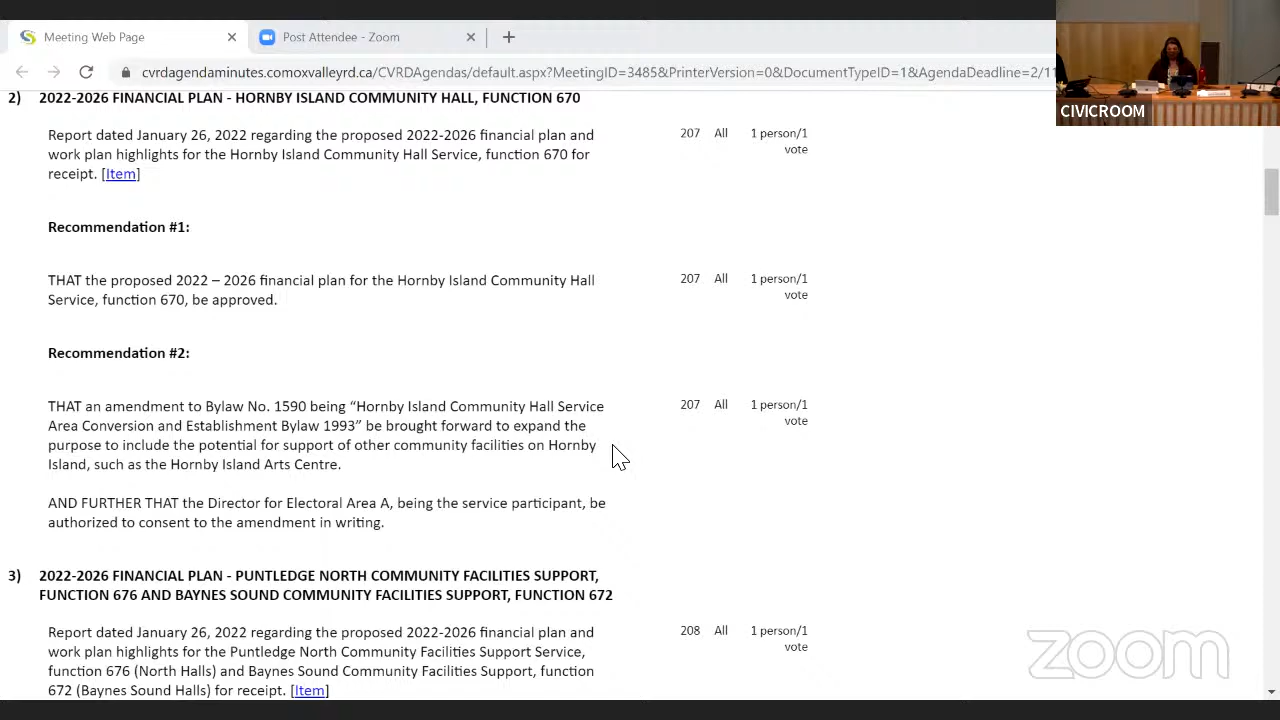 Meeting Web Page
Post Attendee - Zoom
cvrdagendaminutes.comoxvalleyrd.ca/CVRDAgendas/default.aspx?MeetingID=3485&PrinterVersion=0&DocumentTypeID=1&AgendaDeadline=2/11
CIVICROOM
2) 2022-2026 FINANCIAL PLAN - HORNBY ISLAND COMMUNITY HALL, FUNCTION 670
Report dated January 26, 2022 regarding the proposed 2022-2026 financial plan and 207 All 1 person/1
work plan highlights for the Hornby Island Community Hall Service, function 670 for vote
receipt. [Item]
Recommendation #1:
THAT the proposed 2022 – 2026 financial plan for the Hornby Island Community Hall 207 All 1 person/1
Service, function 670, be approved. vote
Recommendation #2:
THAT an amendment to Bylaw No. 1590 being “Hornby Island Community Hall Service 207 All 1 person/1
Area Conversion and Establishment Bylaw 1993” be brought forward to expand the vote
purpose to include the potential for support of other community facilities on Hornby
Island, such as the Hornby Island Arts Centre.
AND FURTHER THAT the Director for Electoral Area A, being the service participant, be
authorized to consent to the amendment in writing.
3) 2022-2026 FINANCIAL PLAN - PUNTLEDGE NORTH COMMUNITY FACILITIES SUPPORT,
FUNCTION 676 AND BAYNES SOUND COMMUNITY FACILITIES SUPPORT, FUNCTION 672
Report dated January 26, 2022 regarding the proposed 2022-2026 financial plan and 208 All 1 person/1
work plan highlights for the Puntledge North Community Facilities Support Service, vote
function 676 (North Halls) and Baynes Sound Community Facilities Support, function
672 (Baynes Sound Halls) for receipt. [Item]
zoom